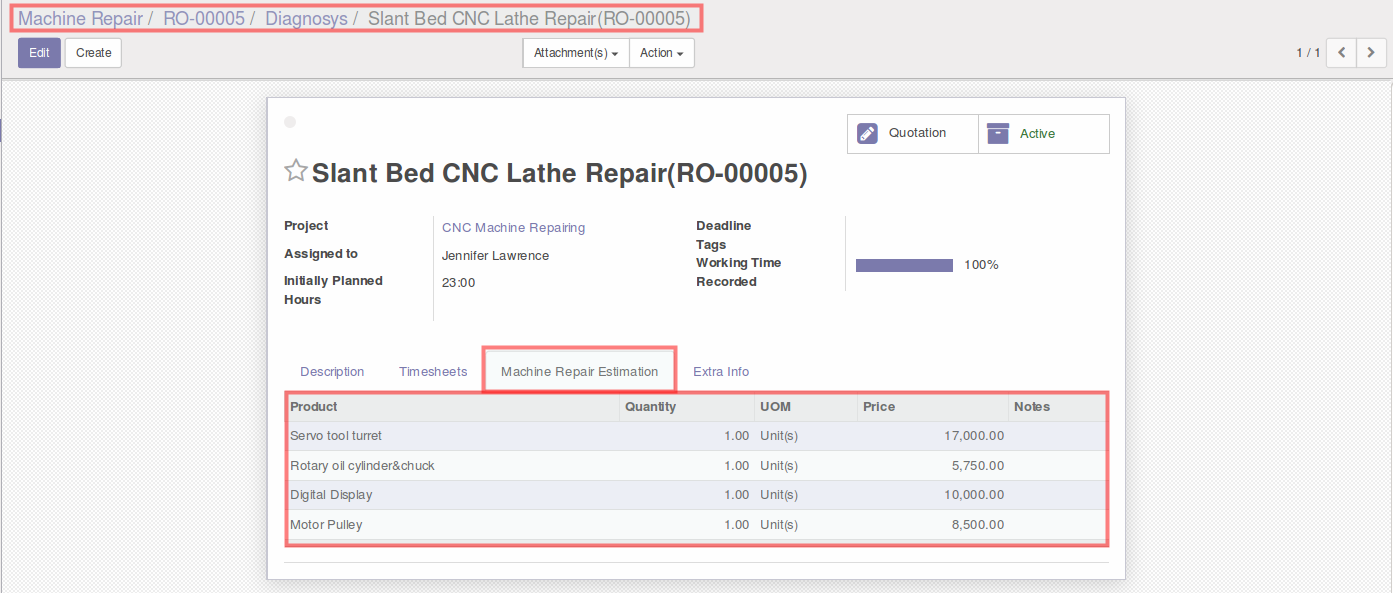 Machine Repair / RO-00005 / Diagnosys / Slant Bed CNC Lathe Repair(RO-00005)
Edit Create Attachment(s) Action 1 / 1
Quotation Active
Slant Bed CNC Lathe Repair(RO-00005)
Project CNC Machine Repairing
Assigned to Jennifer Lawrence
Initially Planned
Hours
23:00
Deadline
Tags
Working Time
Recorded
100%
Description Timesheets Machine Repair Estimation Extra Info
Product Quantity UOM Price Notes
Servo tool turret 1.00 Unit(s) 17,000.00
Rotary oil cylinder&chuck 1.00 Unit(s) 5,750.00
Digital Display 1.00 Unit(s) 10,000.00
Motor Pulley 1.00 Unit(s) 8,500.00